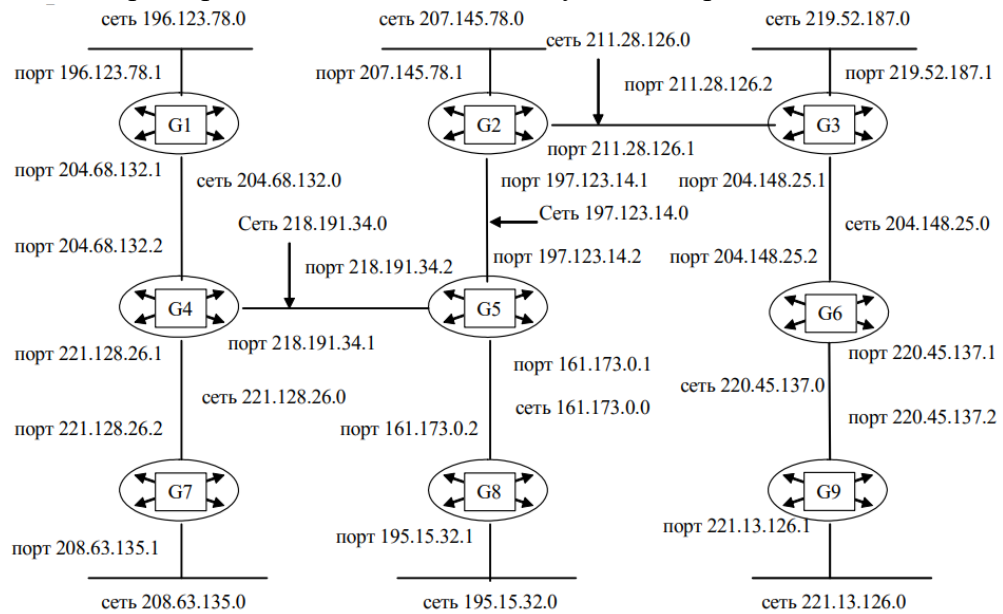 сеть 196.123.78.0
сеть 207.145.78.0
сеть 219.52.187.0
сеть 211.28.126.0
порт 196.123.78.1
порт 207.145.78.1
порт 219.52.187.1
порт 211.28.126.2
G1
G2
G3
порт 211.28.126.1
порт 204.68.132.1
сеть 204.68.132.0
порт 197.123.14.1
порт 204.148.25.1
Сеть 218.191.34.0
Сеть 197.123.14.0
сеть 204.148.25.0
порт 204.68.132.2
порт 218.191.34.2
порт 197.123.14.2
порт 204.148.25.2
G4
G5
G6
порт 221.128.26.1
порт 218.191.34.1
порт 161.173.0.1
порт 220.45.137.1
сеть 221.128.26.0
сеть 161.173.0.0
сеть 220.45.137.0
порт 221.128.26.2
порт 161.173.0.2
порт 220.45.137.2
G7
G8
G9
порт 208.63.135.1
порт 195.15.32.1
порт 221.13.126.1
сеть 208.63.135.0
сеть 195.15.32.0
сеть 221.13.126.0